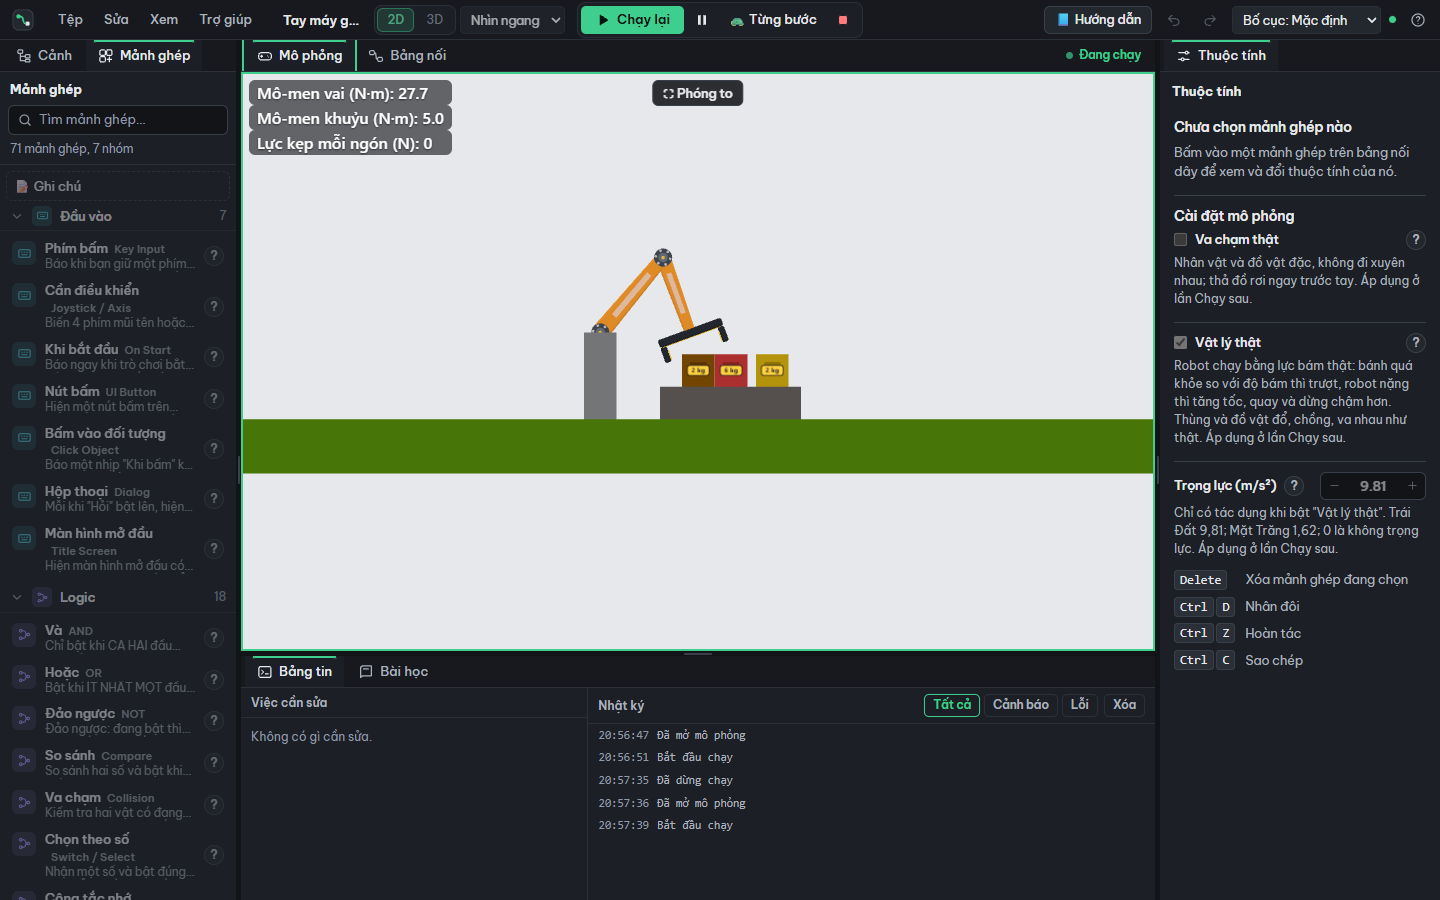 Tệp
Sửa
Xem
Trợ giúp
Tay máy g...
2D
3D
Nhìn ngang
Chạy lại
Từng bước
Hướng dẫn
Bố cục: Mặc định
Cảnh
Mảnh ghép
Mô phỏng
Bảng nối
Đang chạy
Thuộc tính
Mảnh ghép
Tìm mảnh ghép...
71 mảnh ghép, 7 nhóm
Ghi chú
Đầu vào 7
Phím bấm Key Input
Báo khi bạn giữ một phím...
Cần điều khiển
Joystick / Axis
Biến 4 phím mũi tên hoặc...
Khi bắt đầu On Start
Báo ngay khi trò chơi bắt...
Nút bấm UI Button
Hiện một nút bấm trên...
Bấm vào đối tượng
Click Object
Báo một nhịp "Khi bấm" k...
Hộp thoại Dialog
Mỗi khi "Hỏi" bật lên, hiện...
Màn hình mở đầu
Title Screen
Hiện màn hình mở đầu có...
Logic 18
Và AND
Chỉ bật khi CẢ HAI đầu...
Hoặc OR
Bật khi ÍT NHẤT MỘT đầu...
Đảo ngược NOT
Đảo ngược: đang bật thì...
So sánh Compare
So sánh hai số và bật khi...
Va chạm Collision
Kiểm tra hai vật có đang...
Chọn theo số
Switch / Select
Nhận một số và bật đúng...
Công tắc nhớ
Mô-men vai (N·m): 27.7
Mô-men khuỷu (N·m): 5.0
Lực kẹp mỗi ngón (N): 0
Phóng to
2 kg
6 kg
2 kg
Bảng tin
Bài học
Việc cần sửa
Không có gì cần sửa.
Nhật ký
Tất cả
Cảnh báo
Lỗi
Xóa
20:56:47 Đã mở mô phỏng
20:56:51 Bắt đầu chạy
20:57:35 Đã dừng chạy
20:57:36 Đã mở mô phỏng
20:57:39 Bắt đầu chạy
Thuộc tính
Chưa chọn mảnh ghép nào
Bấm vào một mảnh ghép trên bảng nối
dây để xem và đổi thuộc tính của nó.
Cài đặt mô phỏng
Va chạm thật ?
Nhân vật và đồ vật đặc, không đi xuyên
nhau; thả đồ rơi ngay trước tay. Áp dụng ở
lần Chạy sau.
Vật lý thật ?
Robot chạy bằng lực bám thật: bánh quá
khỏe so với độ bám thì trượt, robot nặng
thì tăng tốc, quay và dừng chậm hơn.
Thùng và đồ vật đổ, chồng, va nhau như
thật. Áp dụng ở lần Chạy sau.
Trọng lực (m/s²) ? − 9.81 +
Chỉ có tác dụng khi bật "Vật lý thật". Trái
Đất 9,81; Mặt Trăng 1,62; 0 là không trọng
lực. Áp dụng ở lần Chạy sau.
Delete Xóa mảnh ghép đang chọn
Ctrl D Nhân đôi
Ctrl Z Hoàn tác
Ctrl C Sao chép